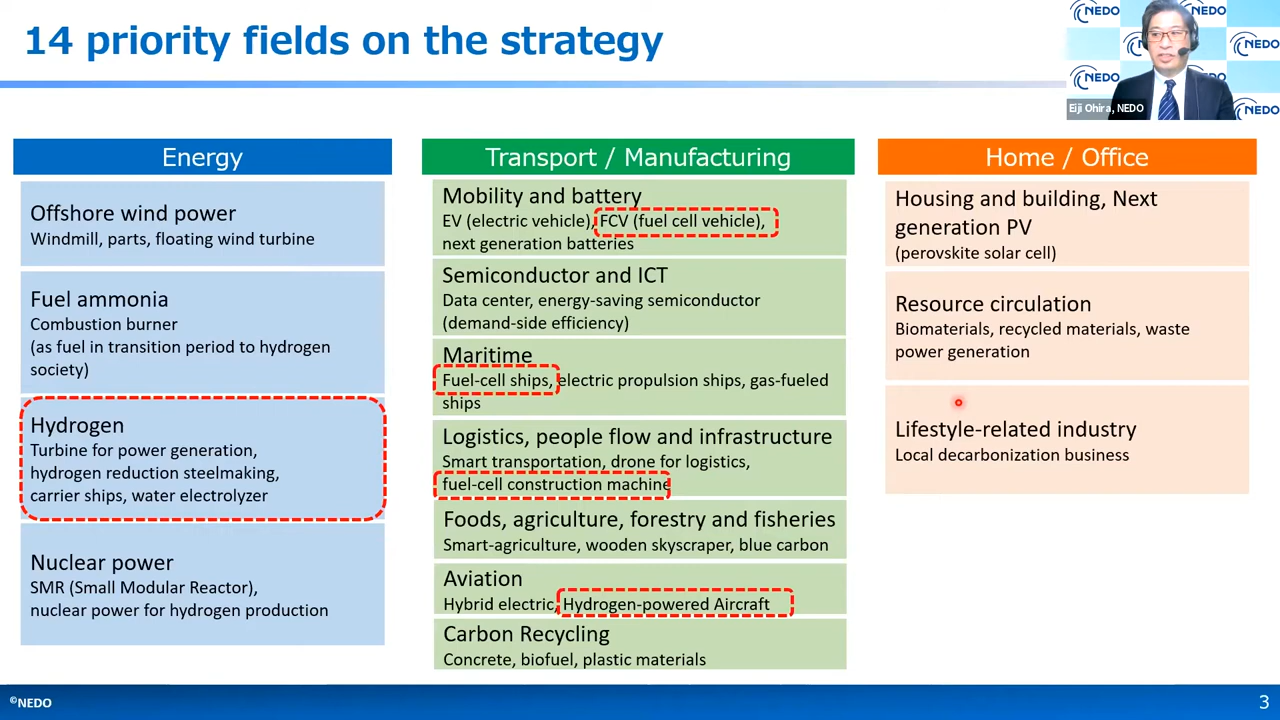 14 priority fields on the strategy
NEDO
NEDO
NEDO
NEDO
NEDO
NEDO
Eiji Ohira, NEDO
Energy
Offshore wind power
Windmill, parts, floating wind turbine
Fuel ammonia
Combustion burner
(as fuel in transition period to hydrogen
society)
Hydrogen
Turbine for power generation,
hydrogen reduction steelmaking,
carrier ships, water electrolyzer
Nuclear power
SMR (Small Modular Reactor),
nuclear power for hydrogen production
Transport / Manufacturing
Mobility and battery
EV (electric vehicle), FCV (fuel cell vehicle),
next generation batteries
Semiconductor and ICT
Data center, energy-saving semiconductor
(demand-side efficiency)
Maritime
Fuel-cell ships, electric propulsion ships, gas-fueled
ships
Logistics, people flow and infrastructure
Smart transportation, drone for logistics,
fuel-cell construction machine
Foods, agriculture, forestry and fisheries
Smart-agriculture, wooden skyscraper, blue carbon
Aviation
Hybrid electric, Hydrogen-powered Aircraft
Carbon Recycling
Concrete, biofuel, plastic materials
Home / Office
Housing and building, Next
generation PV
(perovskite solar cell)
Resource circulation
Biomaterials, recycled materials, waste
power generation
Lifestyle-related industry
Local decarbonization business
©NEDO
3